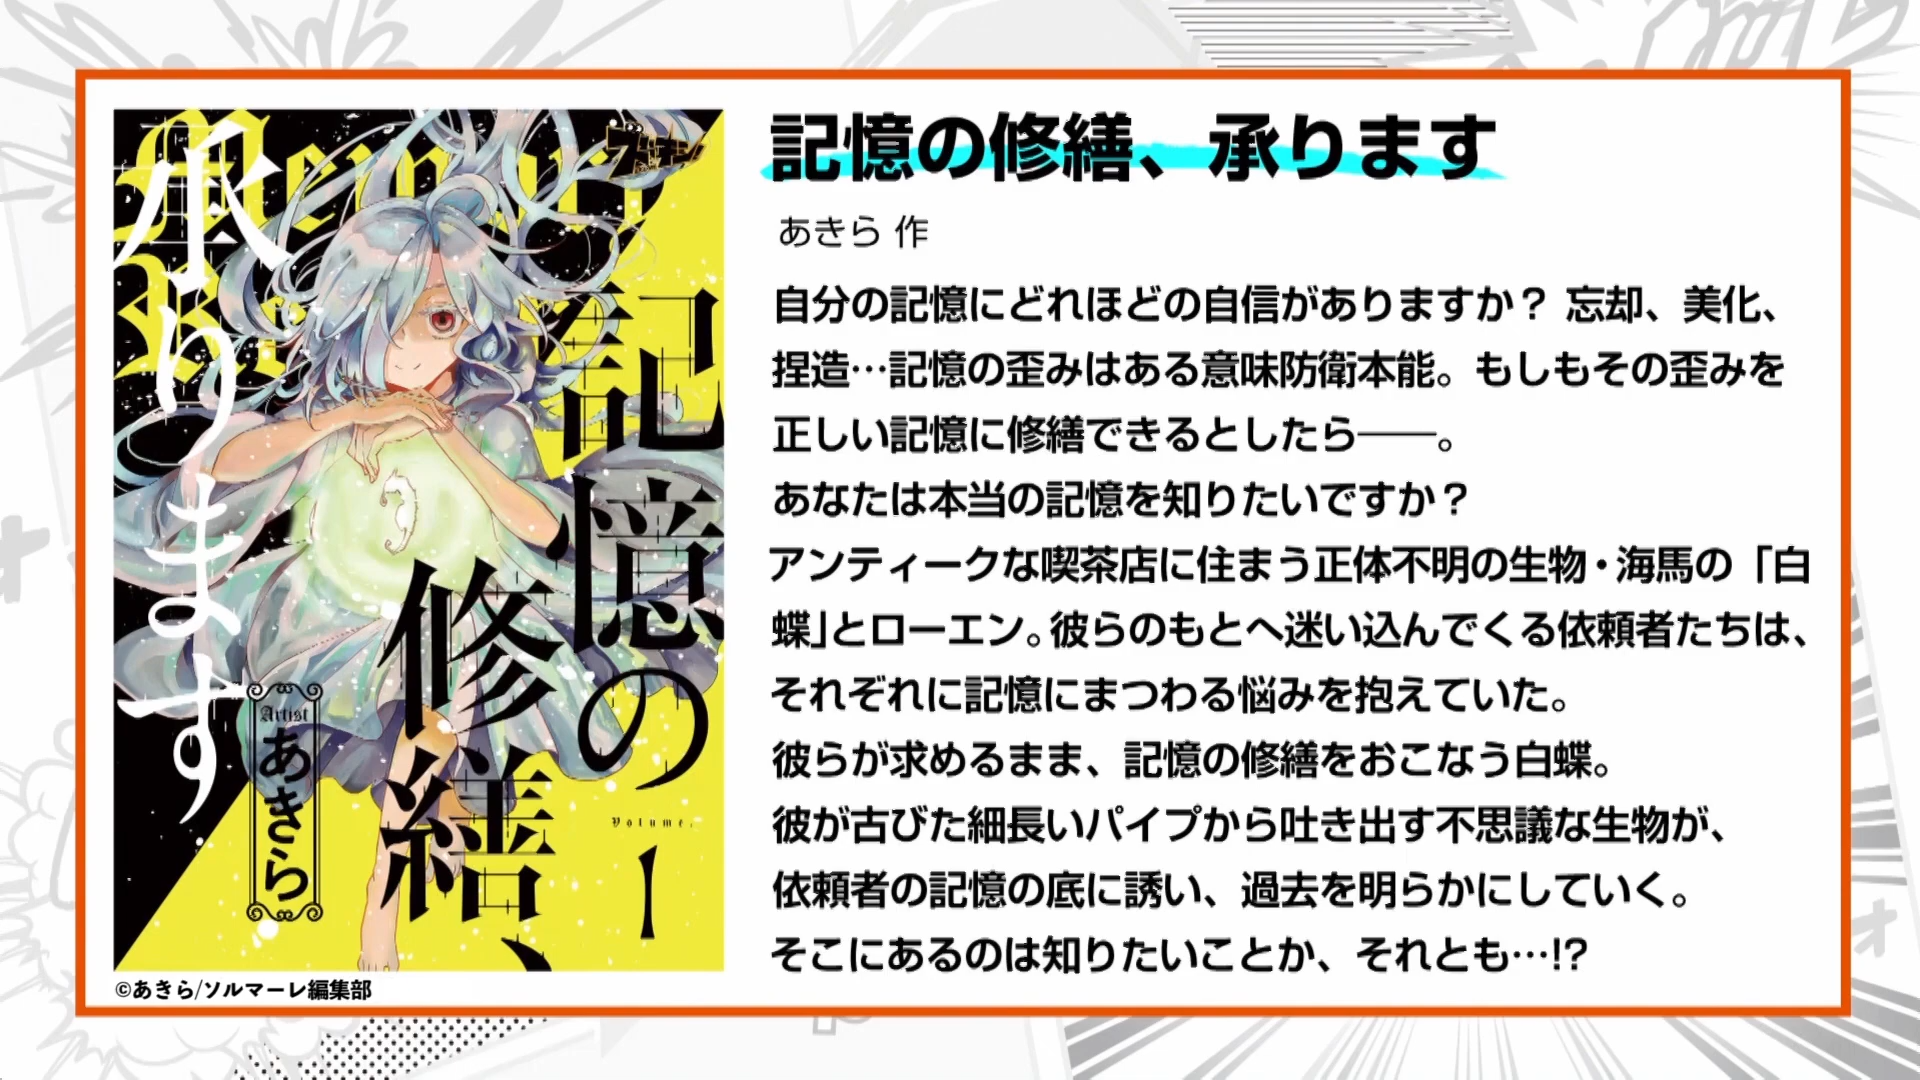 記憶の修繕、承ります
あきら 作
自分の記憶にどれほどの自信がありますか？ 忘却、美化、
捏造…記憶の歪みはある意味防衛本能。もしもその歪みを
正しい記憶に修繕できるとしたら――。
あなたは本当の記憶を知りたいですか？
アンティークな喫茶店に住まう正体不明の生物・海馬の「白
蝶」とローエン。彼らのもとへ迷い込んでくる依頼者たちは、
それぞれに記憶にまつわる悩みを抱えていた。
彼らが求めるまま、記憶の修繕をおこなう白蝶。
彼が古びた細長いパイプから吐き出す不思議な生物が、
依頼者の記憶の底に誘い、過去を明らかにしていく。
そこにあるのは知りたいことか、それとも…!?
記憶の
修繕、
承ります
Artist
あきら
Volume.
1
©あきら/ソルマーレ編集部